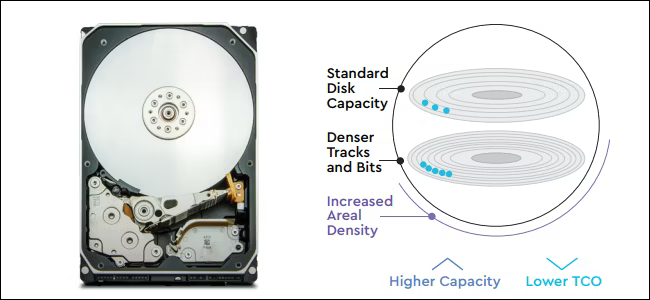 Standard
Disk
Capacity
Denser
Tracks
and Bits
Increased
Areal
Density
Higher Capacity
Lower TCO